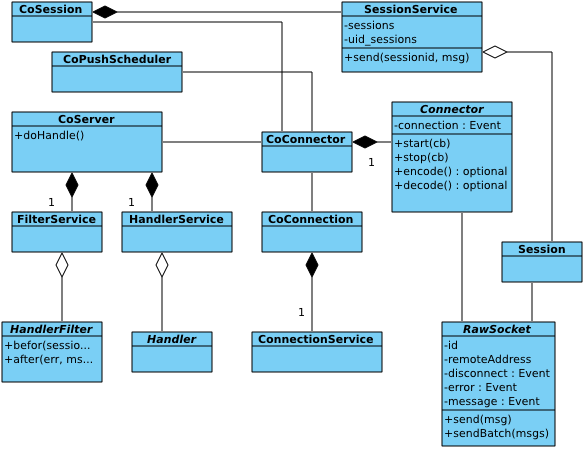 CoSession
SessionService
-sessions
-uid_sessions
+send(sessionid, msg)
CoPushScheduler
CoServer
+doHandle()
CoConnector
1
Connector
-connection : Event
+start(cb)
+stop(cb)
+encode() : optional
+decode() : optional
1
1
FilterService
HandlerService
CoConnection
Session
1
HandlerFilter
+befor(sessio...
+after(err, ms...
Handler
ConnectionService
RawSocket
-id
-remoteAddress
-disconnect : Event
-error : Event
-message : Event
+send(msg)
+sendBatch(msgs)